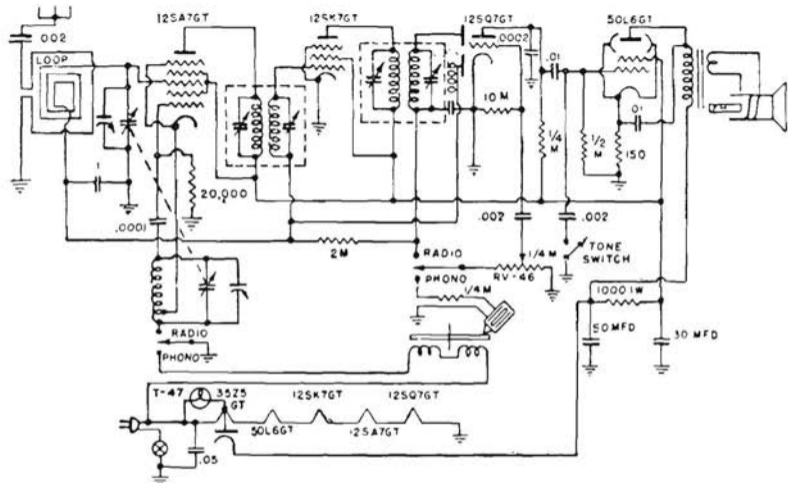 12SA7GT
12SK7GT
12SQ7GT
50L6GT
.002
LOOP
.0002
.01
.0005
10 M
.01
.1
1/4 M
1/2 M
150
20,000
.0001
.002
.002
2M
RADIO
1/4 M
TONE SWITCH
PHONO
RV-46
1/4 M
1000 1W
RADIO
50 MFD
30 MFD
PHONO
T-47
35Z5 GT
12SK7GT
12SQ7GT
50L6GT
12SA7GT
.05